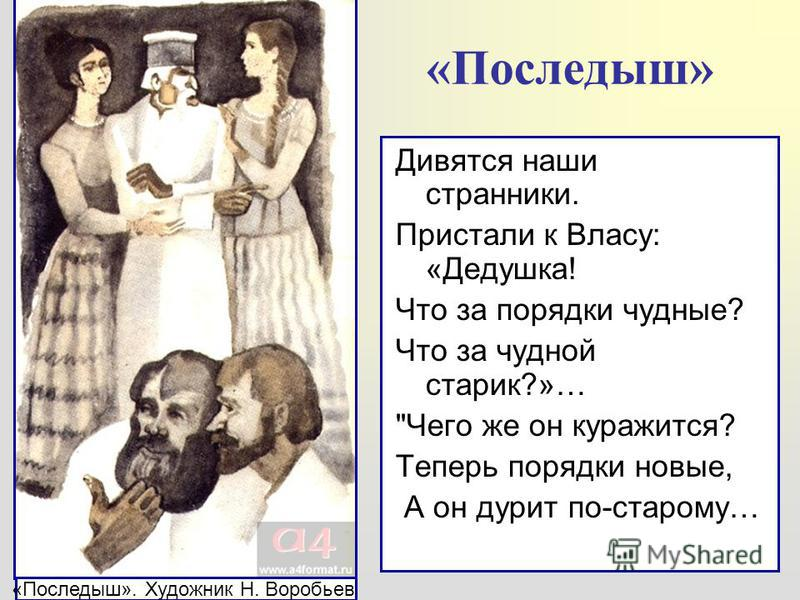 «Последыш»
Дивятся наши
странники.
Пристали к Власу:
«Дедушка!
Что за порядки чудные?
Что за чудной
старик?»…
"Чего же он куражится?
Теперь порядки новые,
А он дурит по-старому…
a4
www.a4format.ru
«Последыш». Художник Н. Воробьев
MyShared